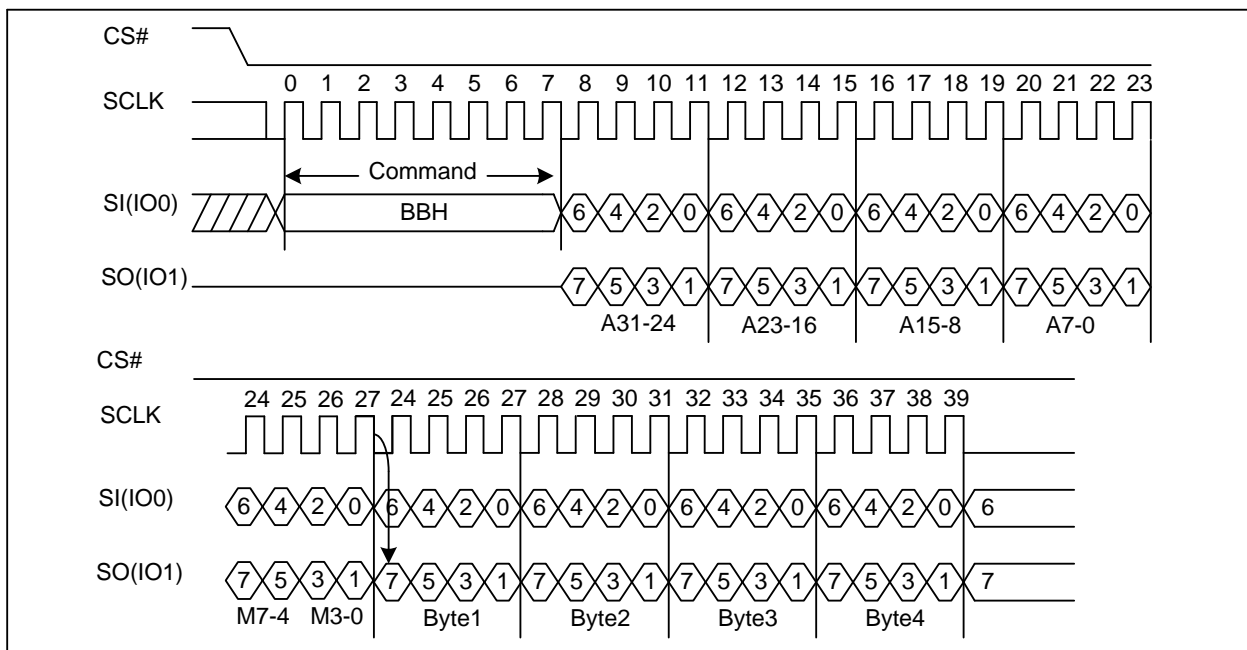 CS#
0 1 2 3 4 5 6 7 8 9 10 11 12 13 14 15 16 17 18 19 20 21 22 23
SCLK
Command
SI(IO0) BBH 6 4 2 0 6 4 2 0 6 4 2 0 6 4 2 0
SO(IO1) 7 5 3 1 7 5 3 1 7 5 3 1 7 5 3 1
A31-24 A23-16 A15-8 A7-0
CS#
24 25 26 27 24 25 26 27 28 29 30 31 32 33 34 35 36 37 38 39
SCLK
SI(IO0) 6 4 2 0 6 4 2 0 6 4 2 0 6 4 2 0 6 4 2 0 6
SO(IO1) 7 5 3 1 7 5 3 1 7 5 3 1 7 5 3 1 7 5 3 1 7
M7-4 M3-0 Byte1 Byte2 Byte3 Byte4